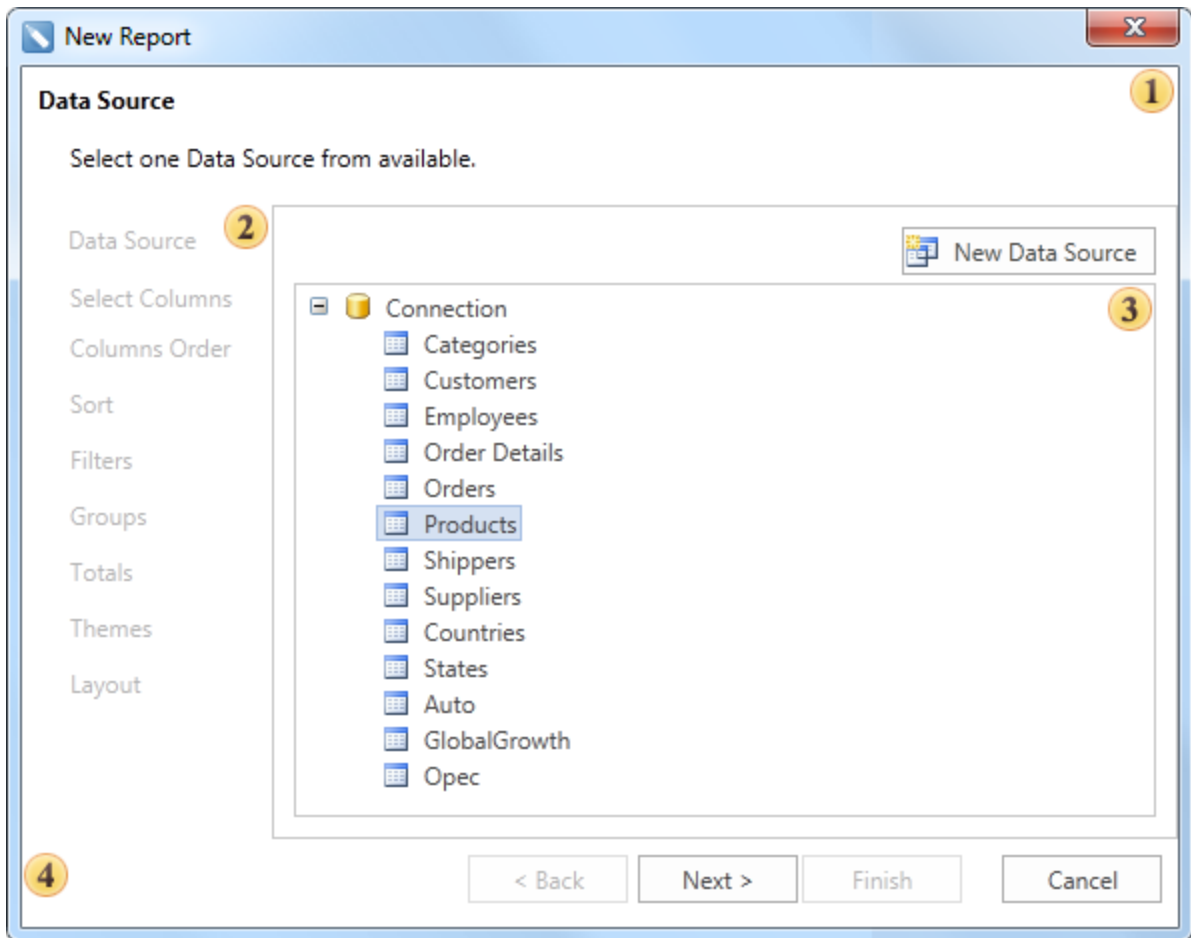 New Report
X
Data Source
1
Select one Data Source from available.
Data Source
2
Select Columns
Columns Order
Sort
Filters
Groups
Totals
Themes
Layout
New Data Source
3
Connection
Categories
Customers
Employees
Order Details
Orders
Products
Shippers
Suppliers
Countries
States
Auto
GlobalGrowth
Opec
4
< Back Next > Finish Cancel